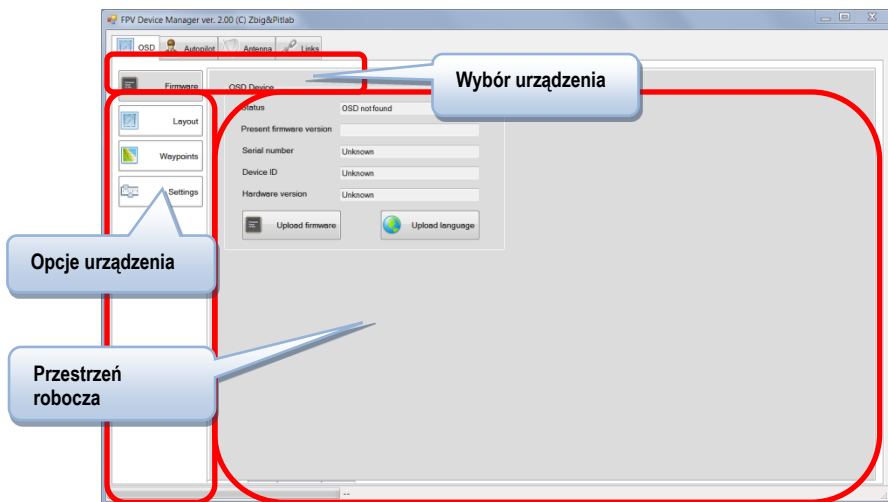 FPV Device Manager ver. 2.00 (C) Zbig&Pitlab
OSD Autopilot Antenna Links
Wybór urządzenia
Firmware
Layout
Waypoints
Settings
OSD Device
Status OSD not found
Present firmware version
Serial number Unknown
Device ID Unknown
Hardware version Unknown
Upload firmware Upload language
Opcje urządzenia
Przestrzeń
robocza
--